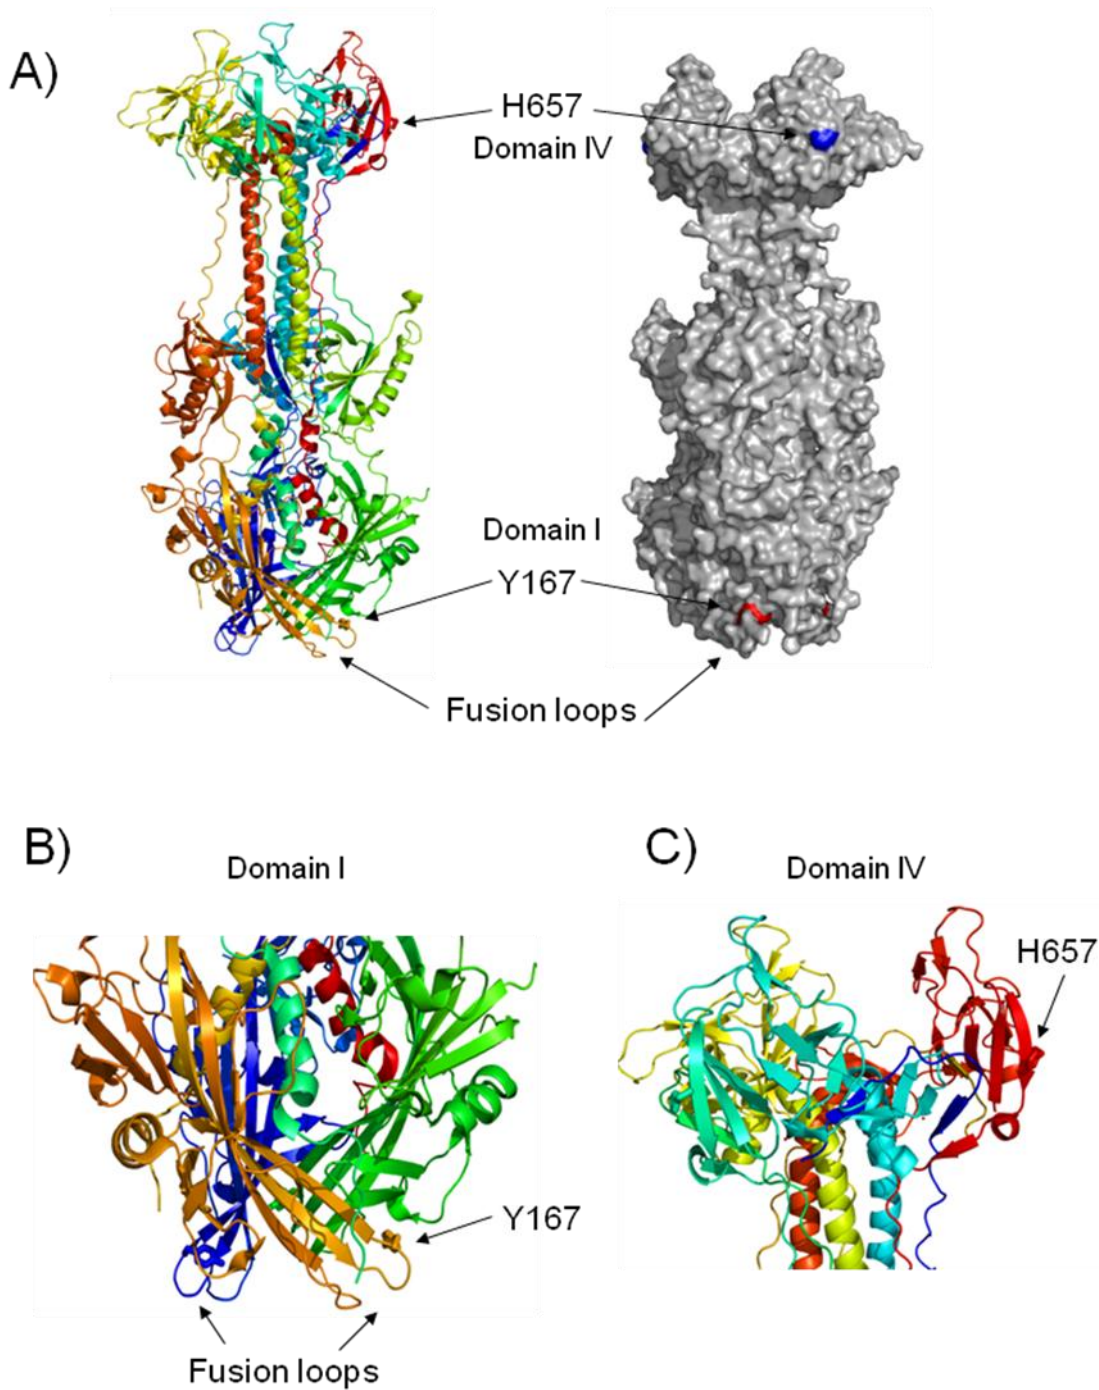 A)
H657
Domain IV
Domain I
Y167
Fusion loops
B)
Domain I
Y167
Fusion loops
C)
Domain IV
H657